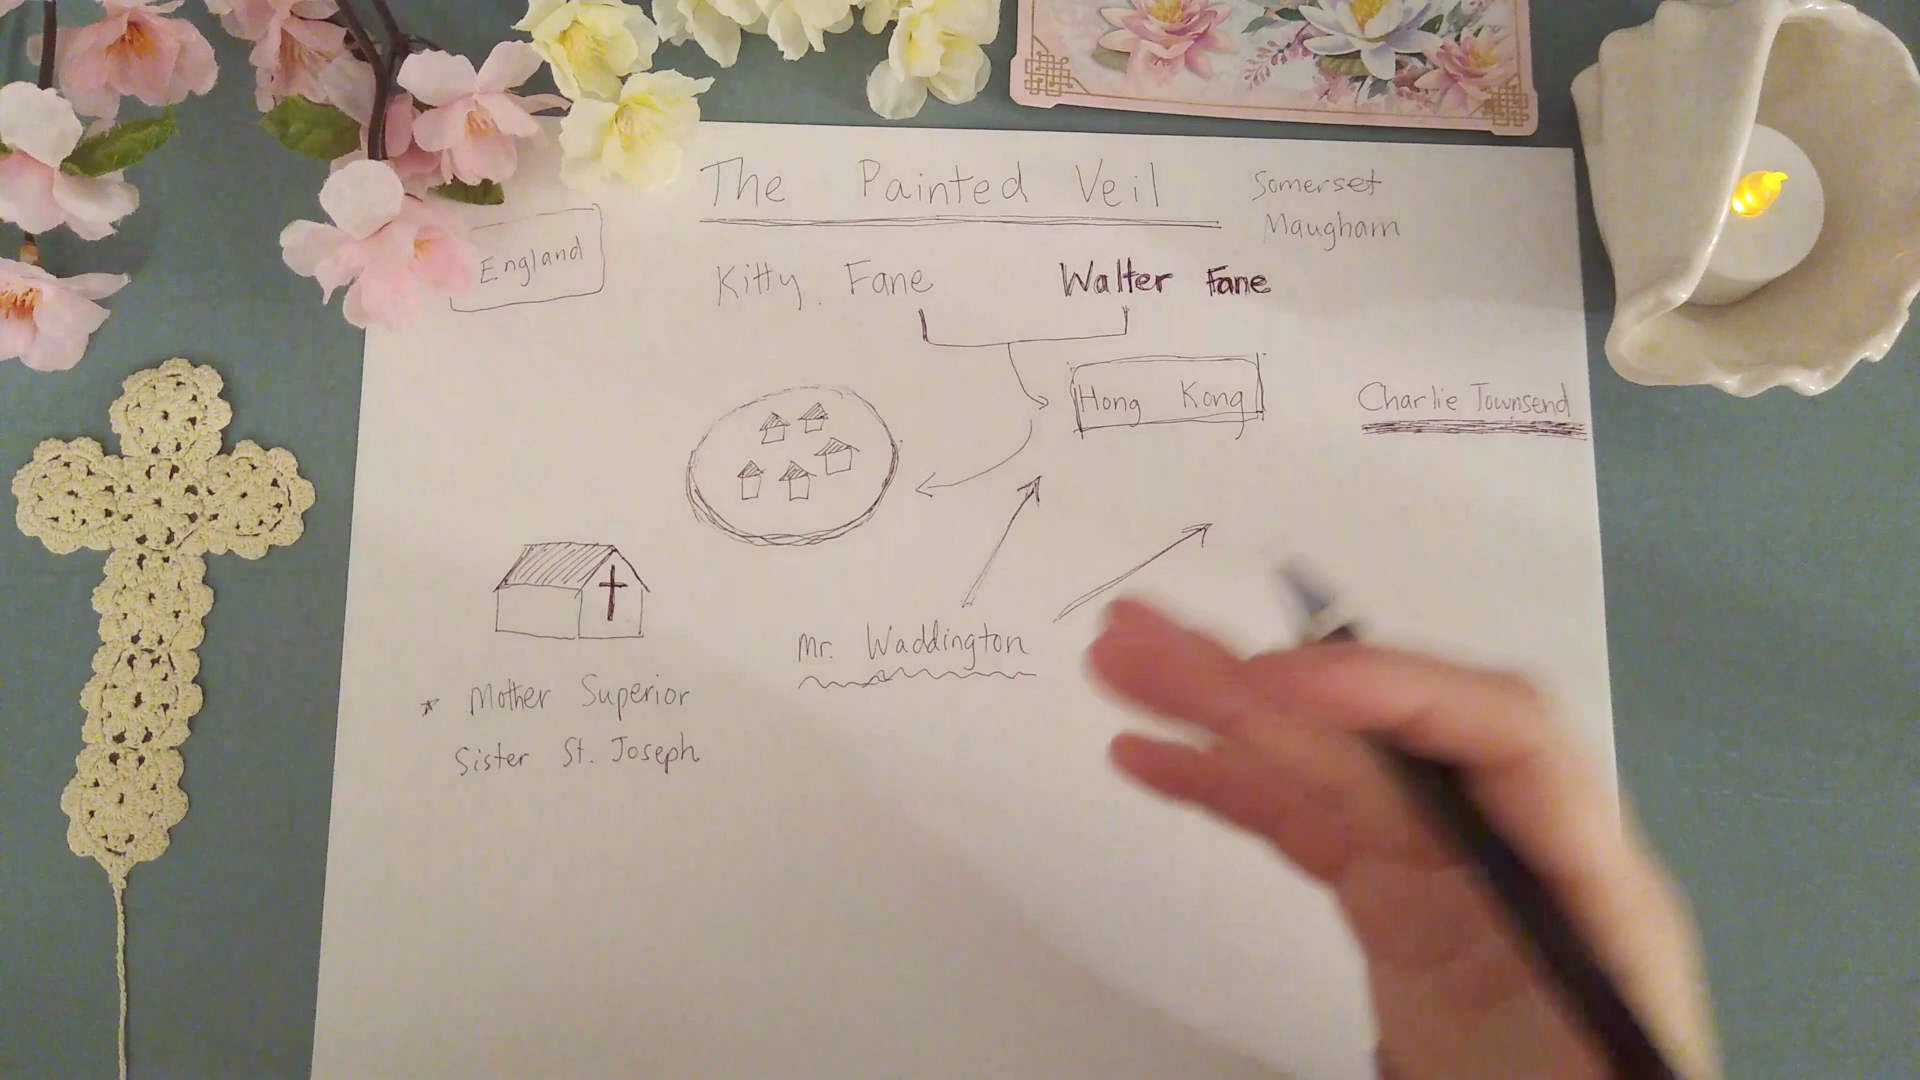 The Painted Veil
Somerset
Maugham
England
Kitty Fane
Walter Fane
Hong Kong
Charlie Townsend
Mr. Waddington
* Mother Superior
Sister St. Joseph